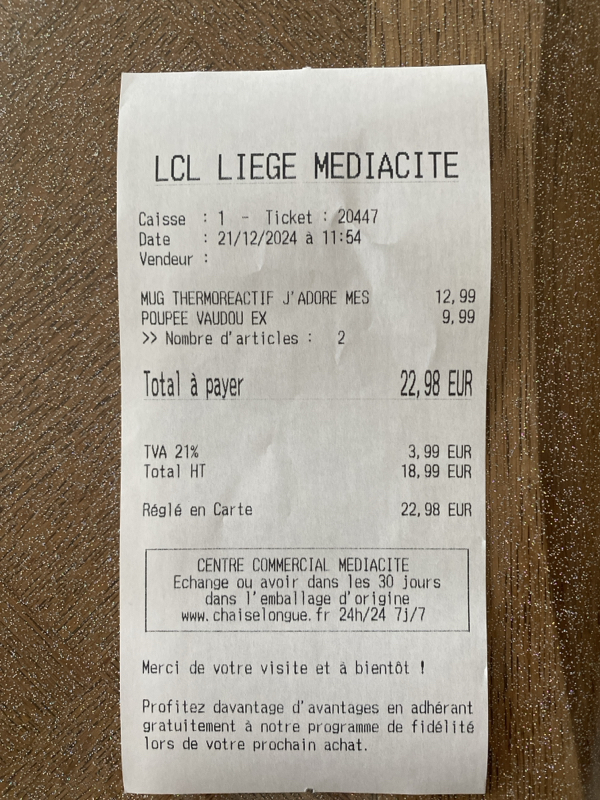 LCL LIEGE MEDIACITE
Caisse : 1 - Ticket : 20447
Date : 21/12/2024 à 11:54
Vendeur :
MUG THERMOREACTIF J'ADORE MES 12,99
POUPEE VAUDOU EX 9,99
>> Nombre d'articles : 2
Total à payer 22,98 EUR
TVA 21% 3,99 EUR
Total HT 18,99 EUR
Réglé en Carte 22,98 EUR
CENTRE COMMERCIAL MEDIACITE
Echange ou avoir dans les 30 jours
dans l'emballage d'origine
www.chaiselongue.fr 24h/24 7j/7
Merci de votre visite et à bientôt !
Profitez davantage d'avantages en adhérant
gratuitement à notre programme de fidélité
lors de votre prochain achat.